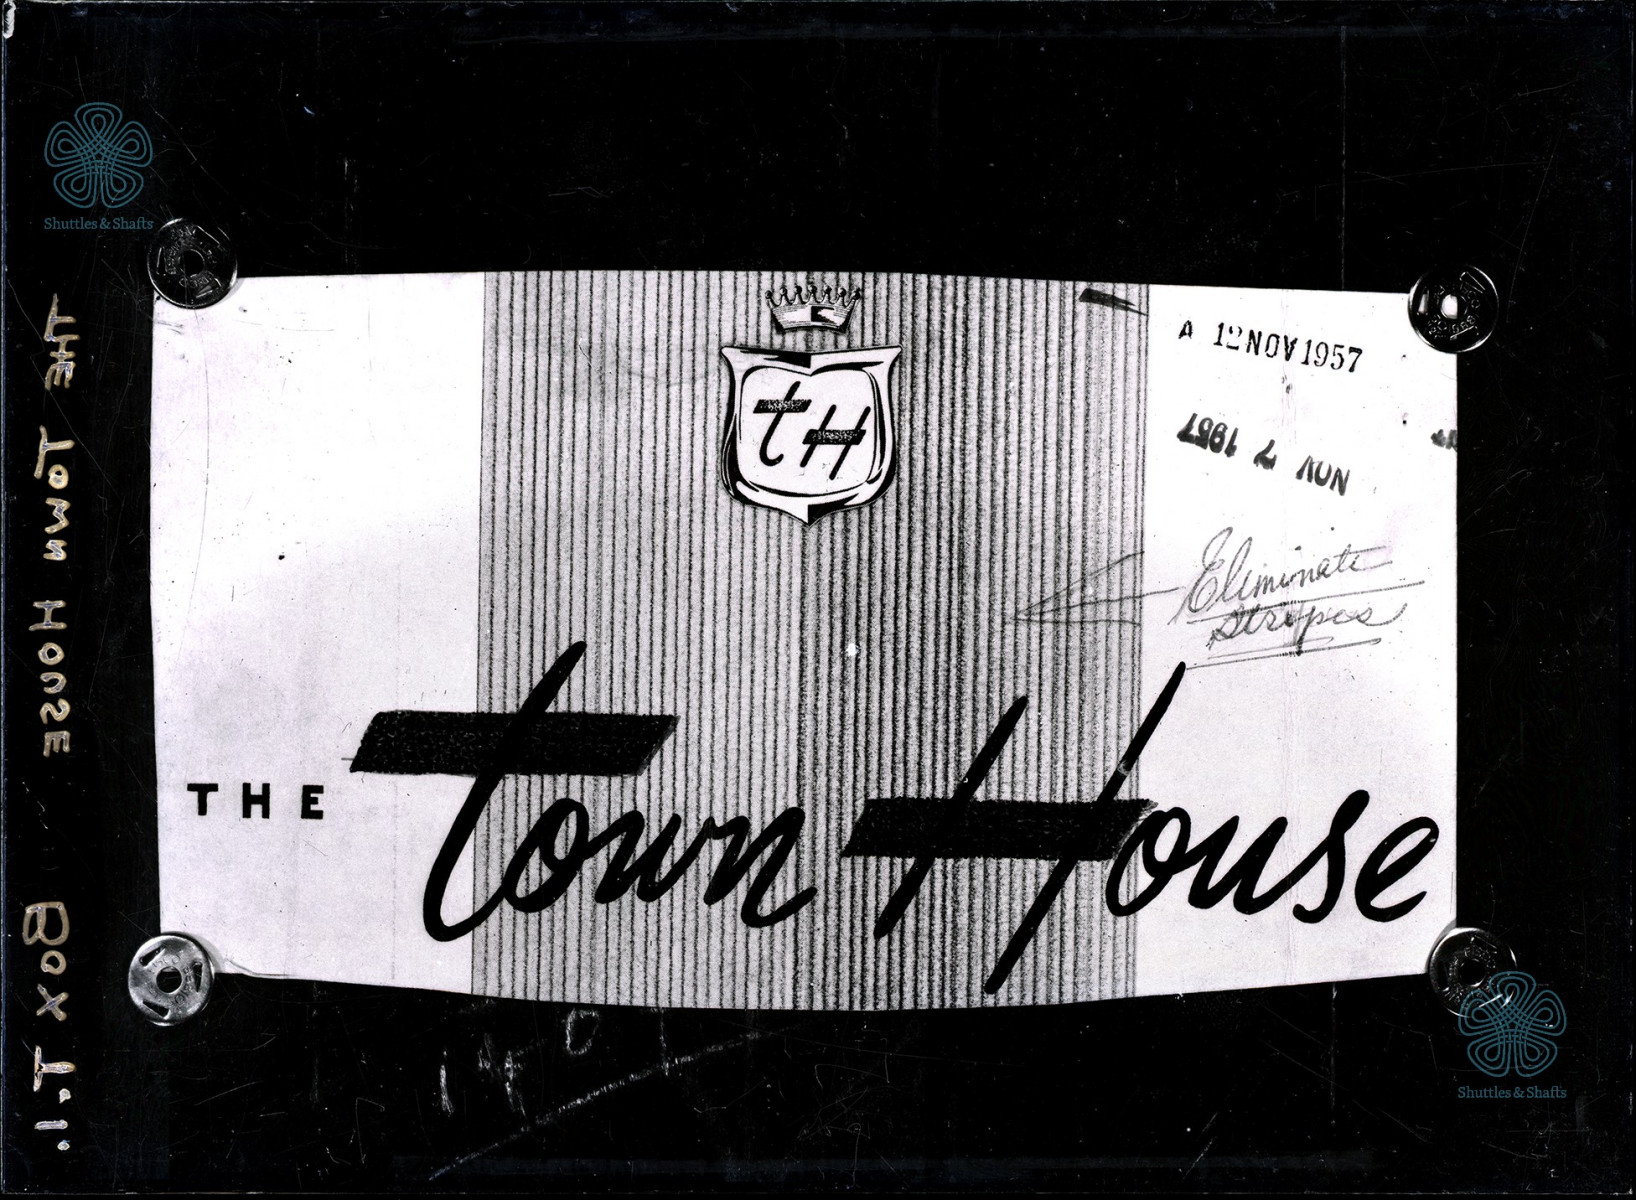 Shuttles & Shafts
THE TOWN HOUSE BOX T.1.
tH
A 12 NOV 1957
NOV 7 1957
Eliminate
stripes
THE town House
Shuttles & Shafts